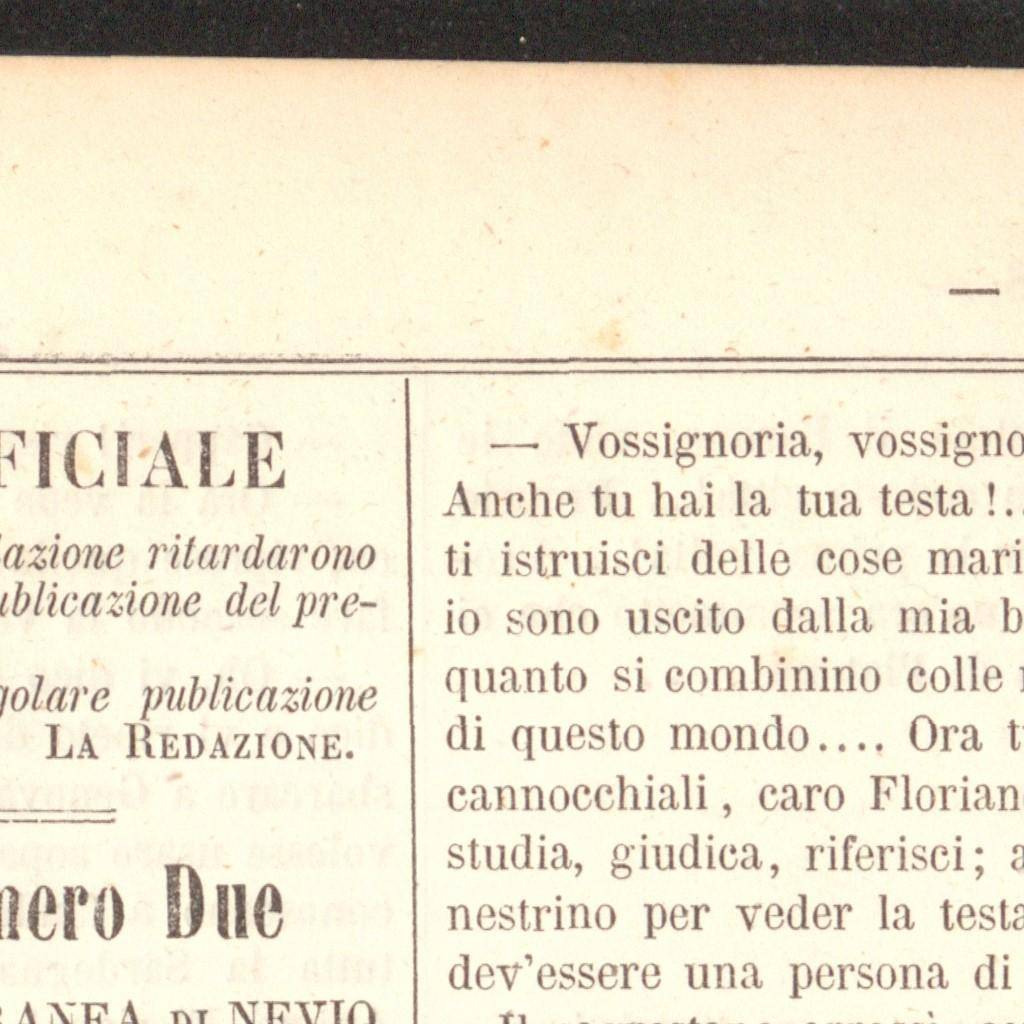 —
FICIALE
lazione ritardarono
ublicazione del pre-
golare publicazione
LA REDAZIONE.
nero Due
RANEA DI NEVIO
— Vossignoria, vossigno
Anche tu hai la tua testa!..
ti istruisci delle cose mari
io sono uscito dalla mia b
quanto si combinino colle
di questo mondo.... Ora t
cannocchiali, caro Florian
studia, giudica, riferisci; a
nestrino per veder la testa
dev'essere una persona di